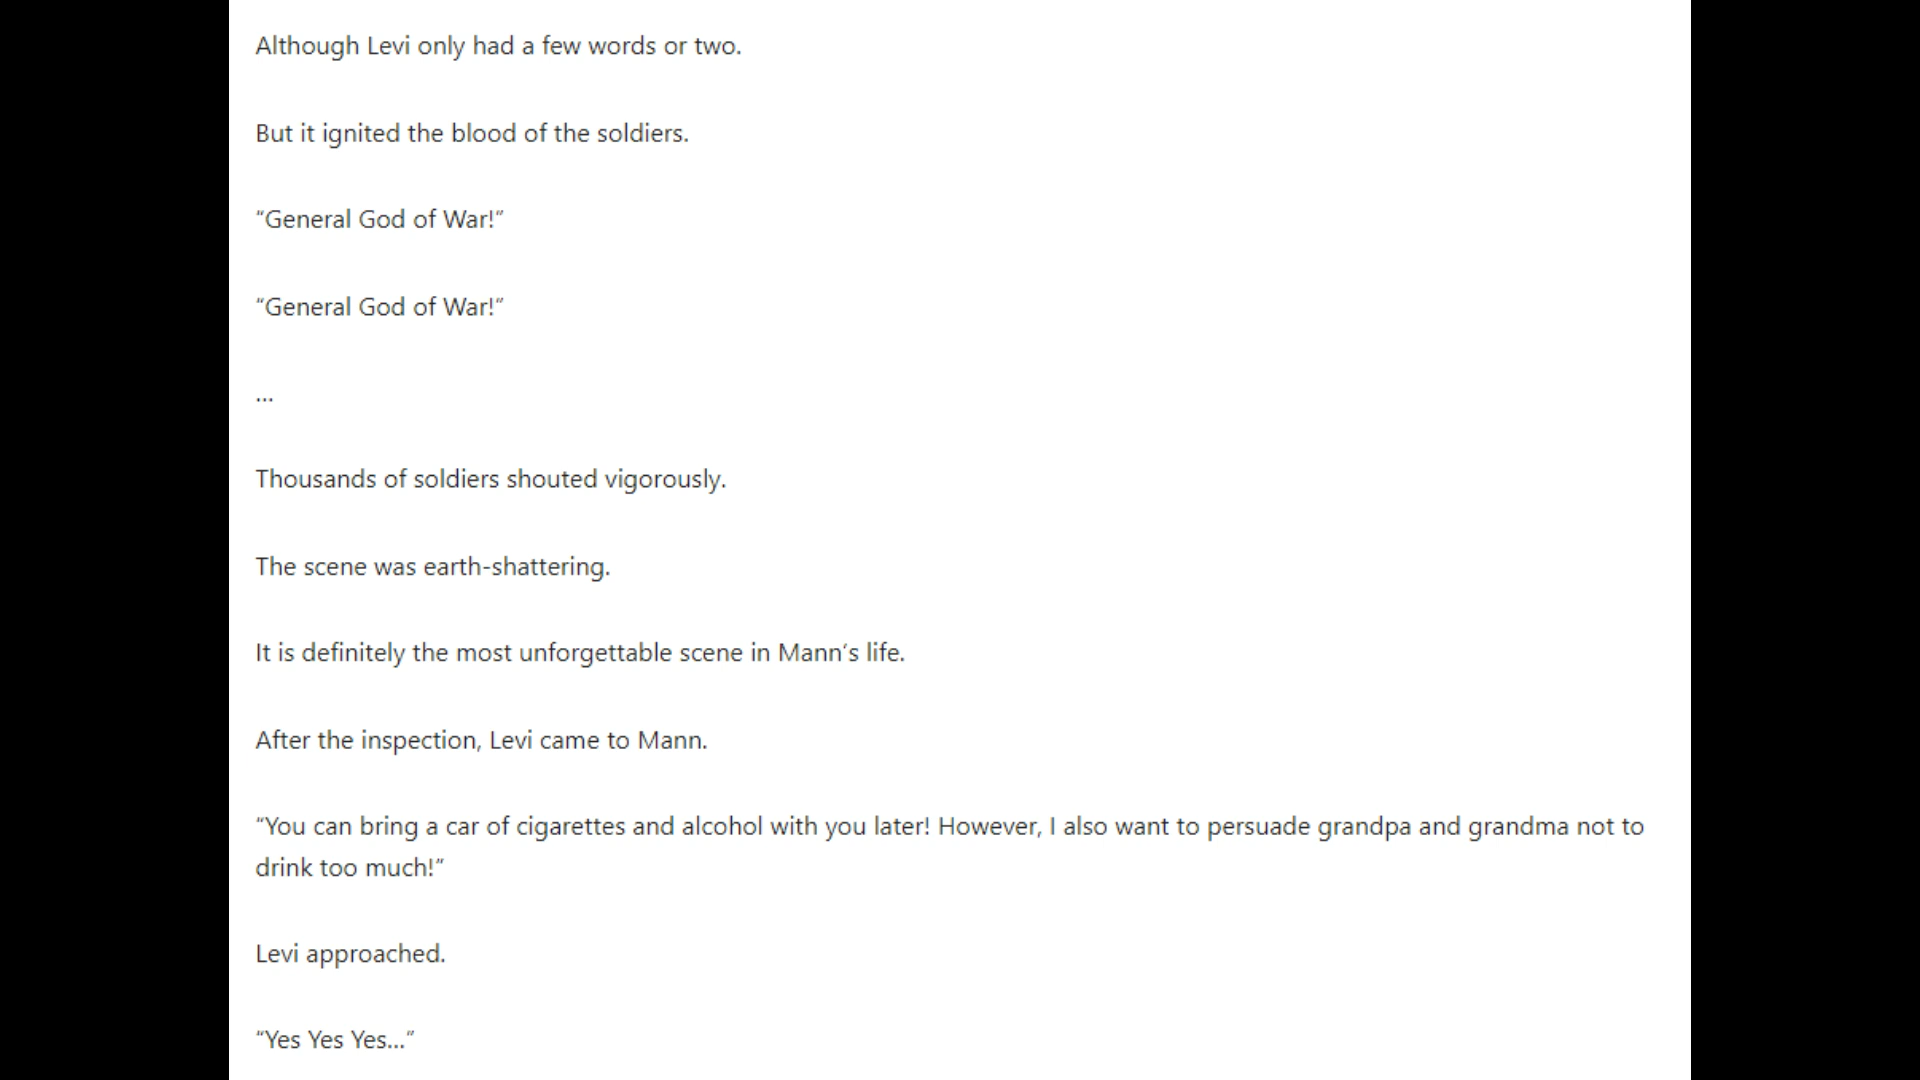 Although Levi only had a few words or two.
But it ignited the blood of the soldiers.
“General God of War!”
“General God of War!”
...
Thousands of soldiers shouted vigorously.
The scene was earth-shattering.
It is definitely the most unforgettable scene in Mann’s life.
After the inspection, Levi came to Mann.
“You can bring a car of cigarettes and alcohol with you later! However, I also want to persuade grandpa and grandma not to
drink too much!”
Levi approached.
“Yes Yes Yes...”